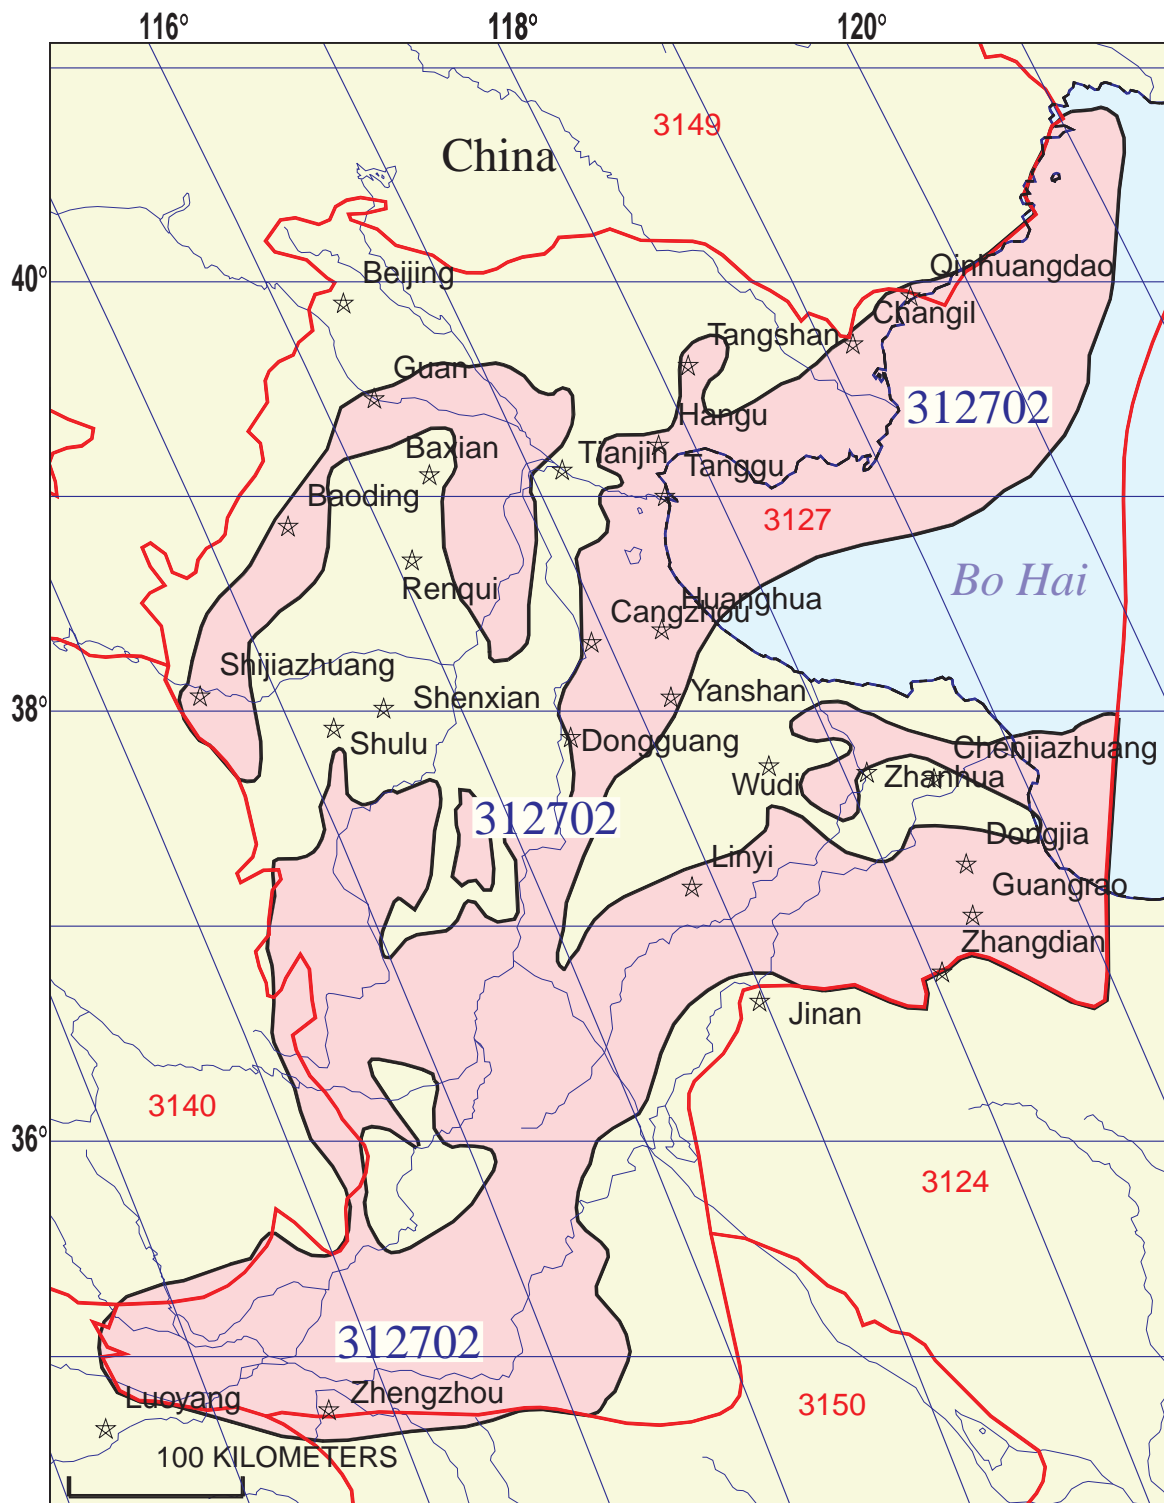 116° 118° 120°
3149
China
Qinhuangdao
40°
Beijing
Changil
Tangshan
Guan
312702
Hangu
Baxian
Tianjin
Tanggu
Baoding
3127
Bo Hai
Renqui
Huanghua
Cangzhou
Shijiazhuang
Yanshan
Shenxian
38°
Shulu
Dongguang
Chenjiazhuang
Zhanhua
Wudi
312702
Dongjia
Linyi
Guangrao
Zhangdian
Jinan
3140
36°
3124
312702
Luoyang
Zhengzhou
3150
100 KILOMETERS